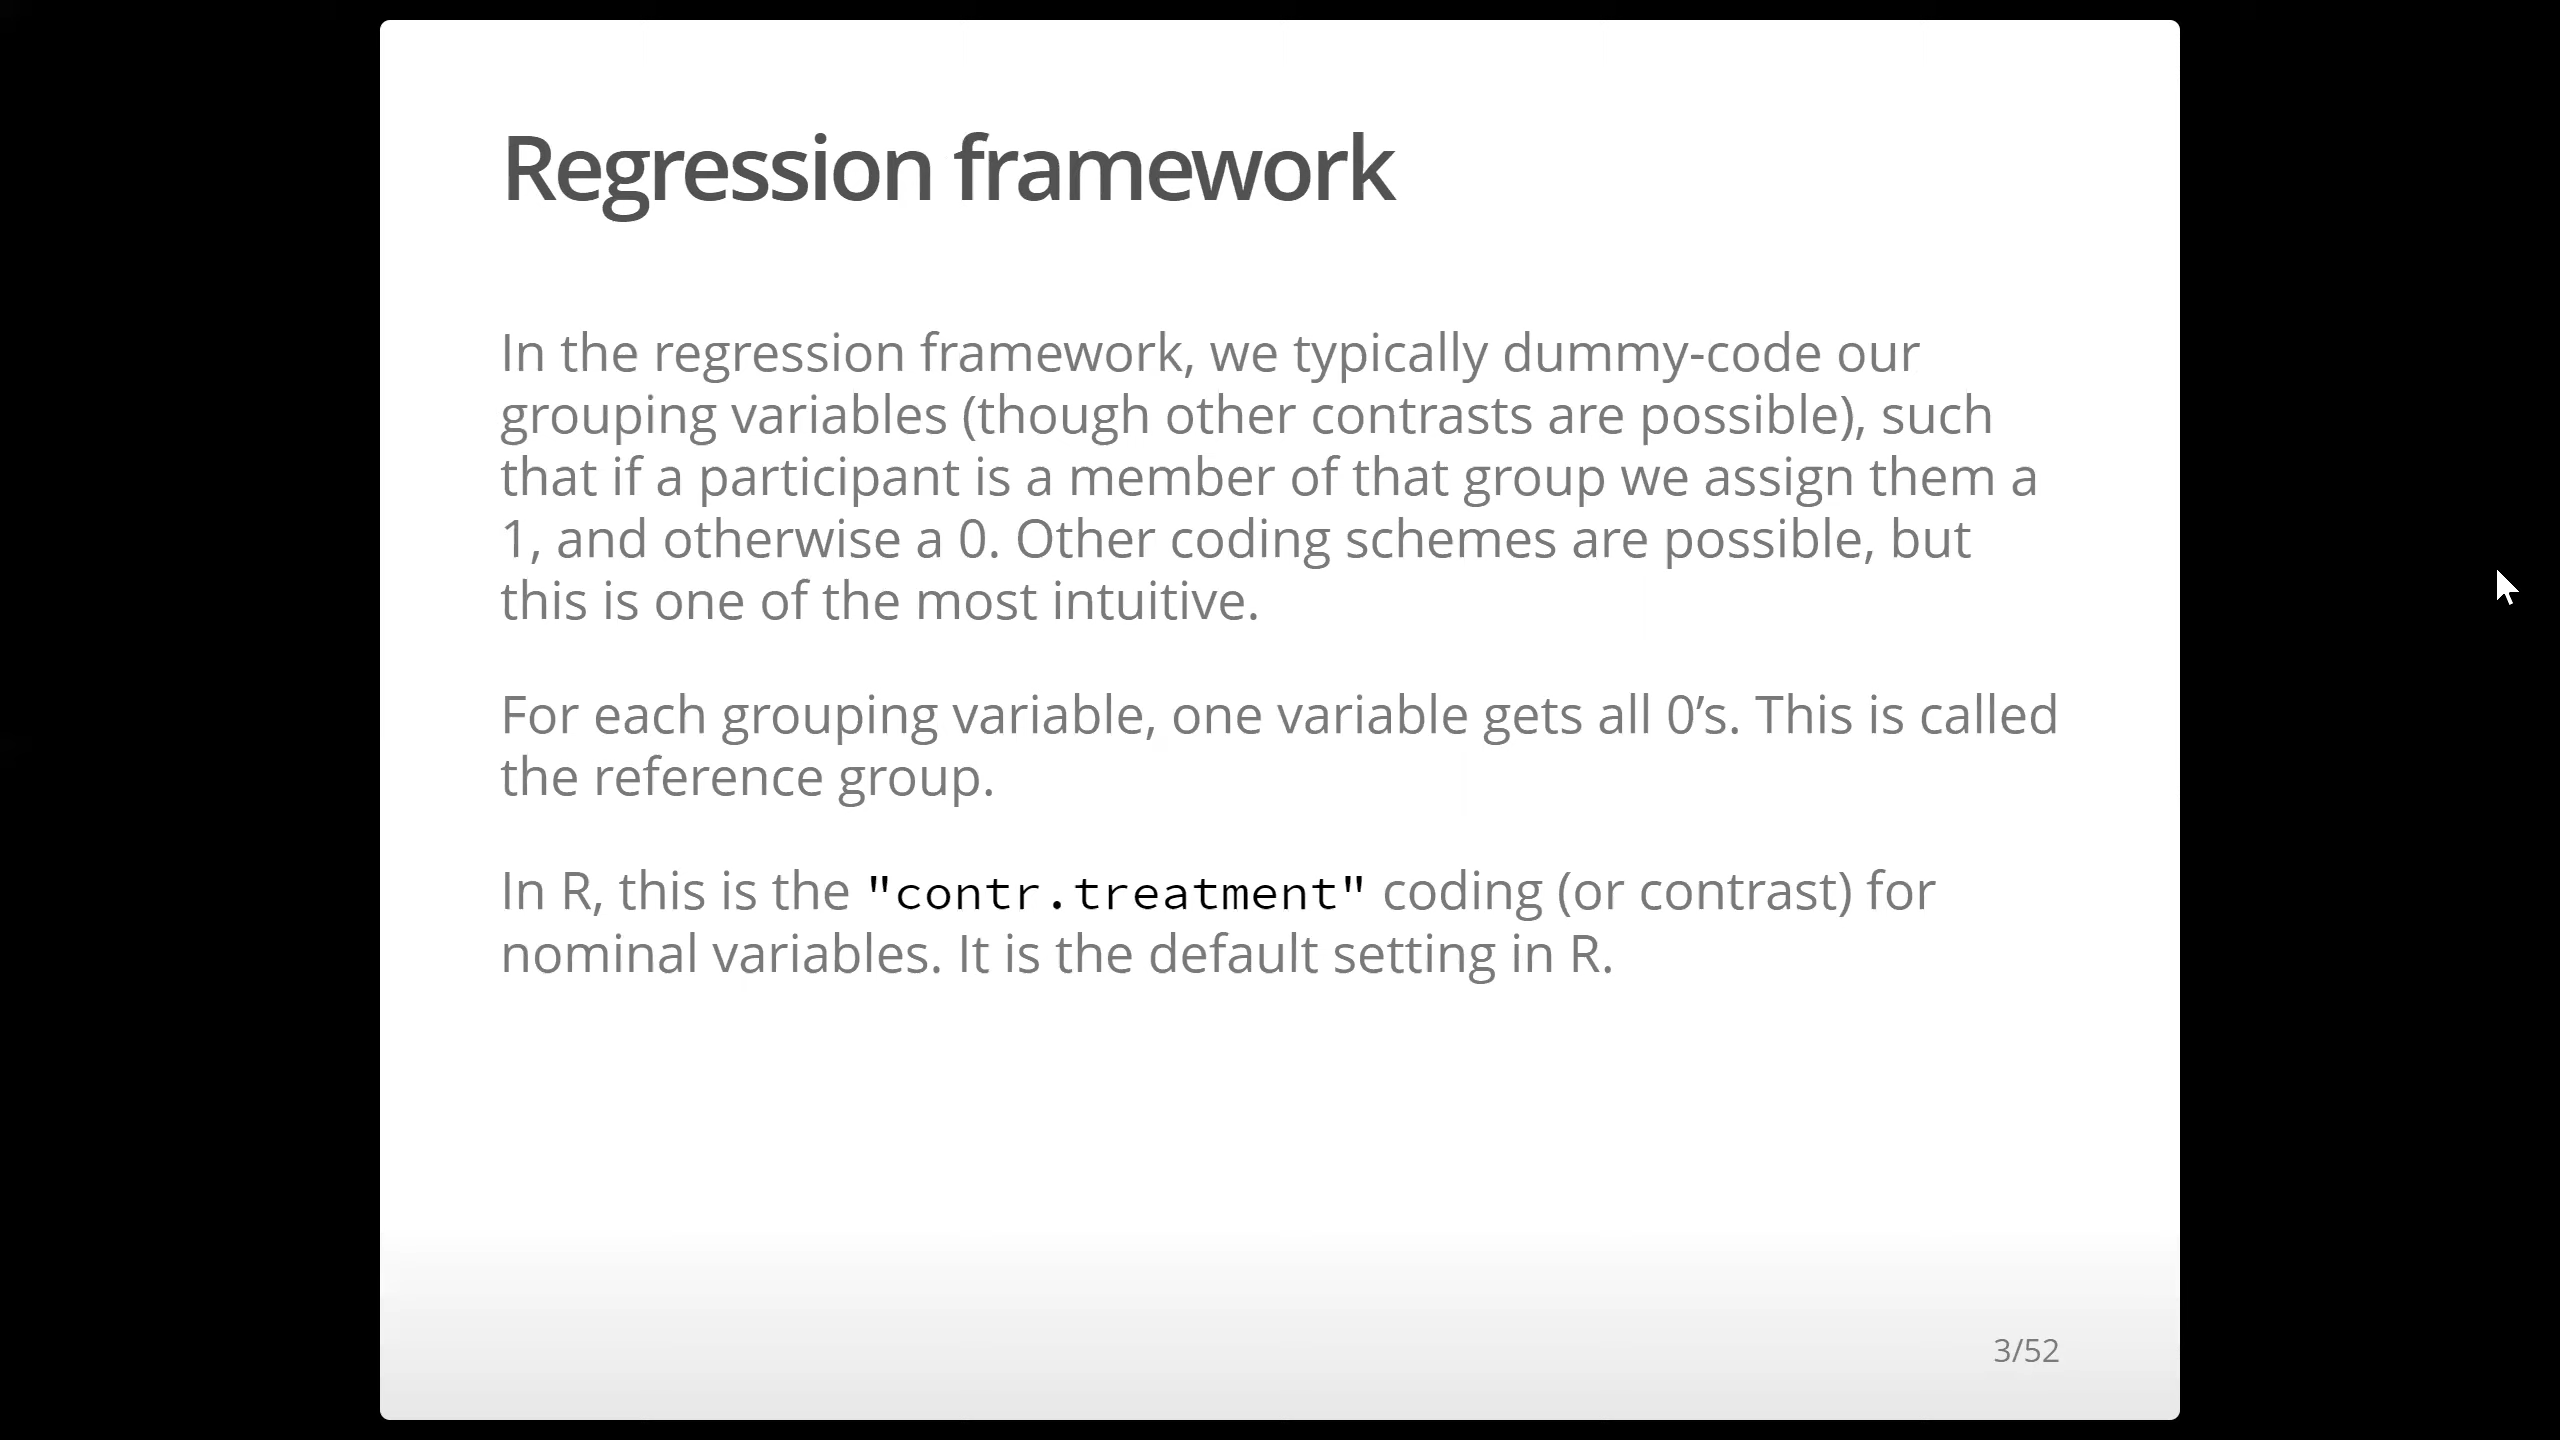 Regression framework
In the regression framework, we typically dummy-code our
grouping variables (though other contrasts are possible), such
that if a participant is a member of that group we assign them a
1, and otherwise a 0. Other coding schemes are possible, but
this is one of the most intuitive.
For each grouping variable, one variable gets all 0’s. This is called
the reference group.
In R, this is the "contr.treatment" coding (or contrast) for
nominal variables. It is the default setting in R.
3/52